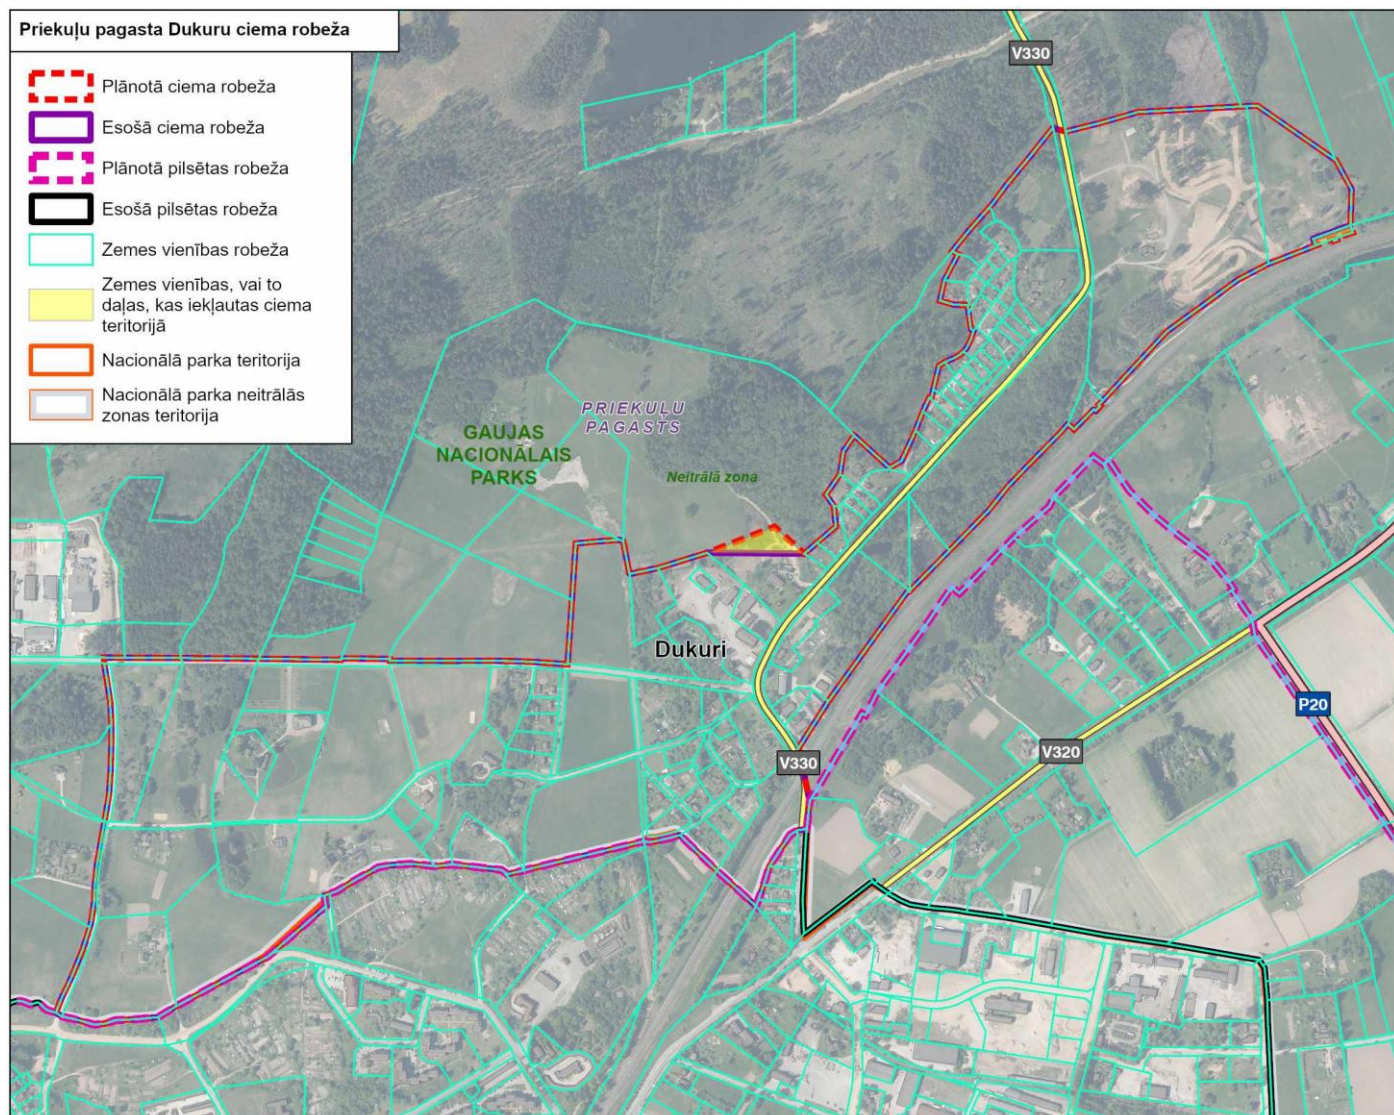 Priekuļu pagasta Dukuru ciema robeža
Plānotā ciema robeža
Esošā ciema robeža
Plānotā pilsētas robeža
Esošā pilsētas robeža
Zemes vienības robeža
Zemes vienības, vai to
daļas, kas iekļautas ciema
teritorijā
Nacionālā parka teritorija
Nacionālā parka neitrālās
zonas teritorija
V330
PRIEKUĻU
PAGASTS
GAUJAS
NACIONĀLAIS
PARKS
Neitrālā zona
Dukuri
P20
V320
V330